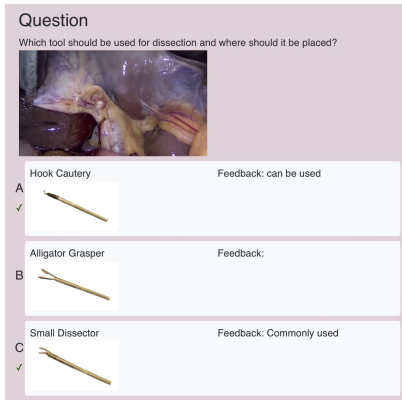 Question
Which tool should be used for dissection and where should it be placed?
A
✓
Hook Cautery
Feedback: can be used
B
Alligator Grasper
Feedback:
C
✓
Small Dissector
Feedback: Commonly used